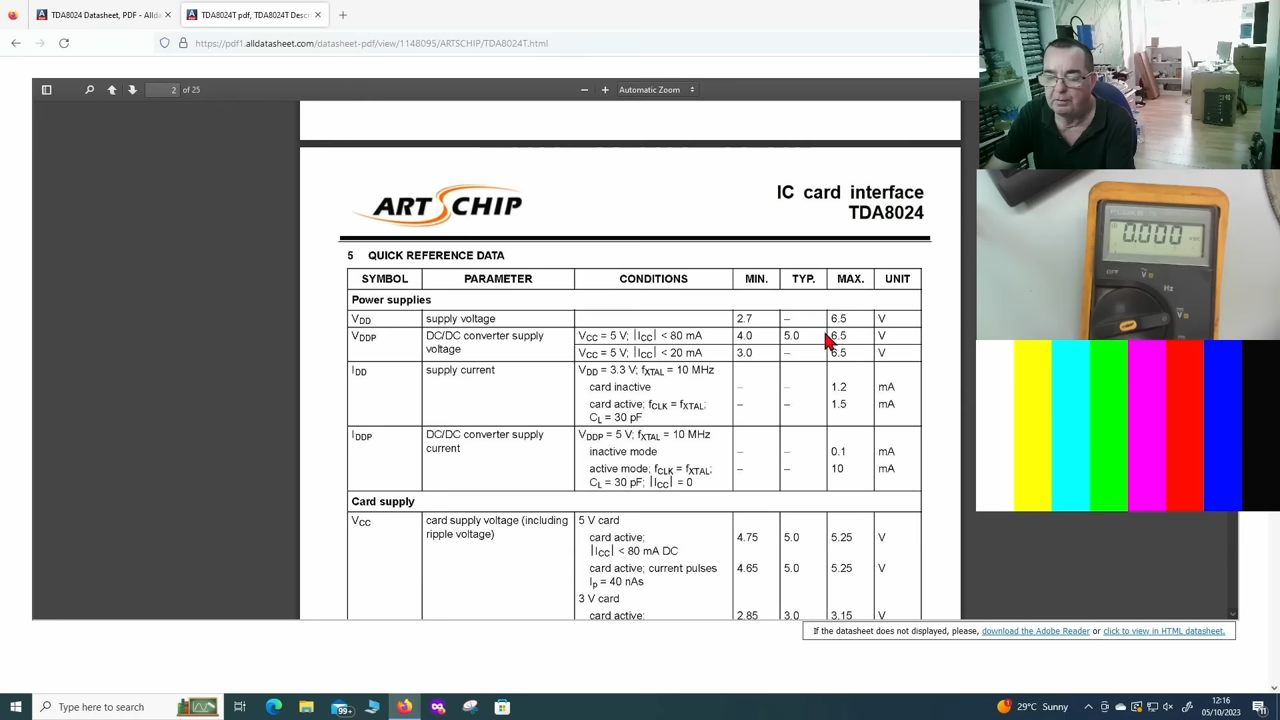 TDA8024 Datasheet, PDF - Allda
TDA8024T pdf, TDA8024T Descri
https://pdf1.alldatasheet.com/datasheet-pdf/view/1148095/ARTSCHIP/TDA8024T.html
2 of 25
Automatic Zoom
ARTSCHIP
IC card interface
TDA8024
5 QUICK REFERENCE DATA
SYMBOL PARAMETER CONDITIONS MIN. TYP. MAX. UNIT
Power supplies
VDD supply voltage 2.7 – 6.5 V
VDDP DC/DC converter supply voltage VCC = 5 V; |ICC| < 80 mA 4.0 5.0 6.5 V
VCC = 5 V; |ICC| < 20 mA 3.0 – 6.5 V
IDD supply current VDD = 3.3 V; fXTAL = 10 MHz
card inactive – – 1.2 mA
card active; fCLK = fXTAL; – – 1.5 mA
CL = 30 pF
IDDP DC/DC converter supply current VDDP = 5 V; fXTAL = 10 MHz
inactive mode – – 0.1 mA
active mode; fCLK = fXTAL; – – 10 mA
CL = 30 pF; |ICC| = 0
Card supply
VCC card supply voltage (including ripple voltage) 5 V card
card active; 4.75 5.0 5.25 V
|ICC| < 80 mA DC
card active; current pulses 4.65 5.0 5.25 V
Ip = 40 nAs
3 V card
card active; 2.85 3.0 3.15 V
If the datasheet does not displayed, please, download the Adobe Reader or click to view in HTML datasheet.
0.000
OFF
V
Hz
V
Type here to search
99+
29°C Sunny
12:16
05/10/2023